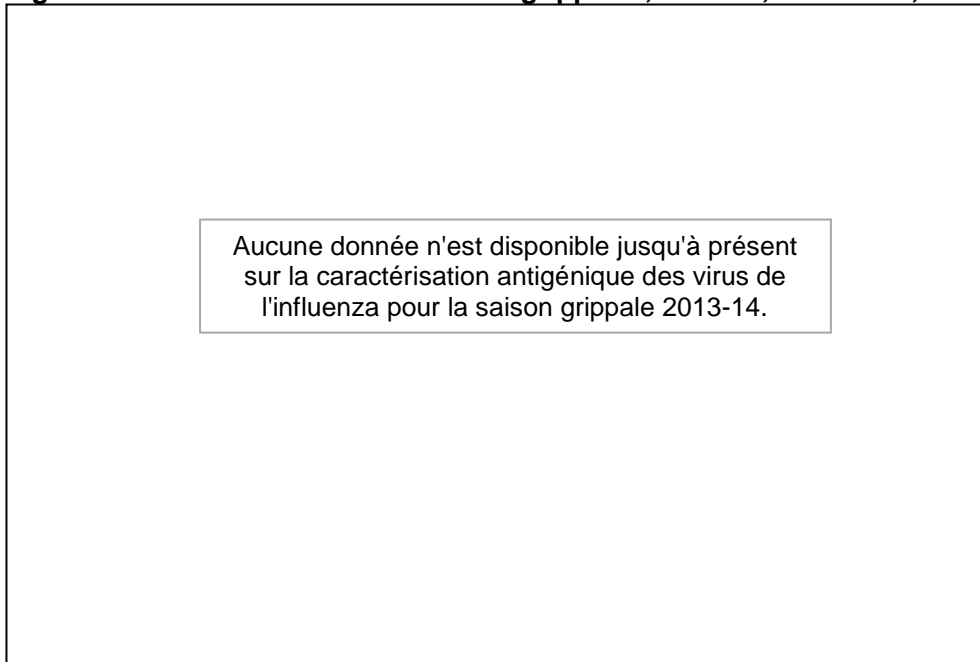 Aucune donnée n'est disponible jusqu'à présent
sur la caractérisation antigénique des virus de
l'influenza pour la saison grippale 2013-14.